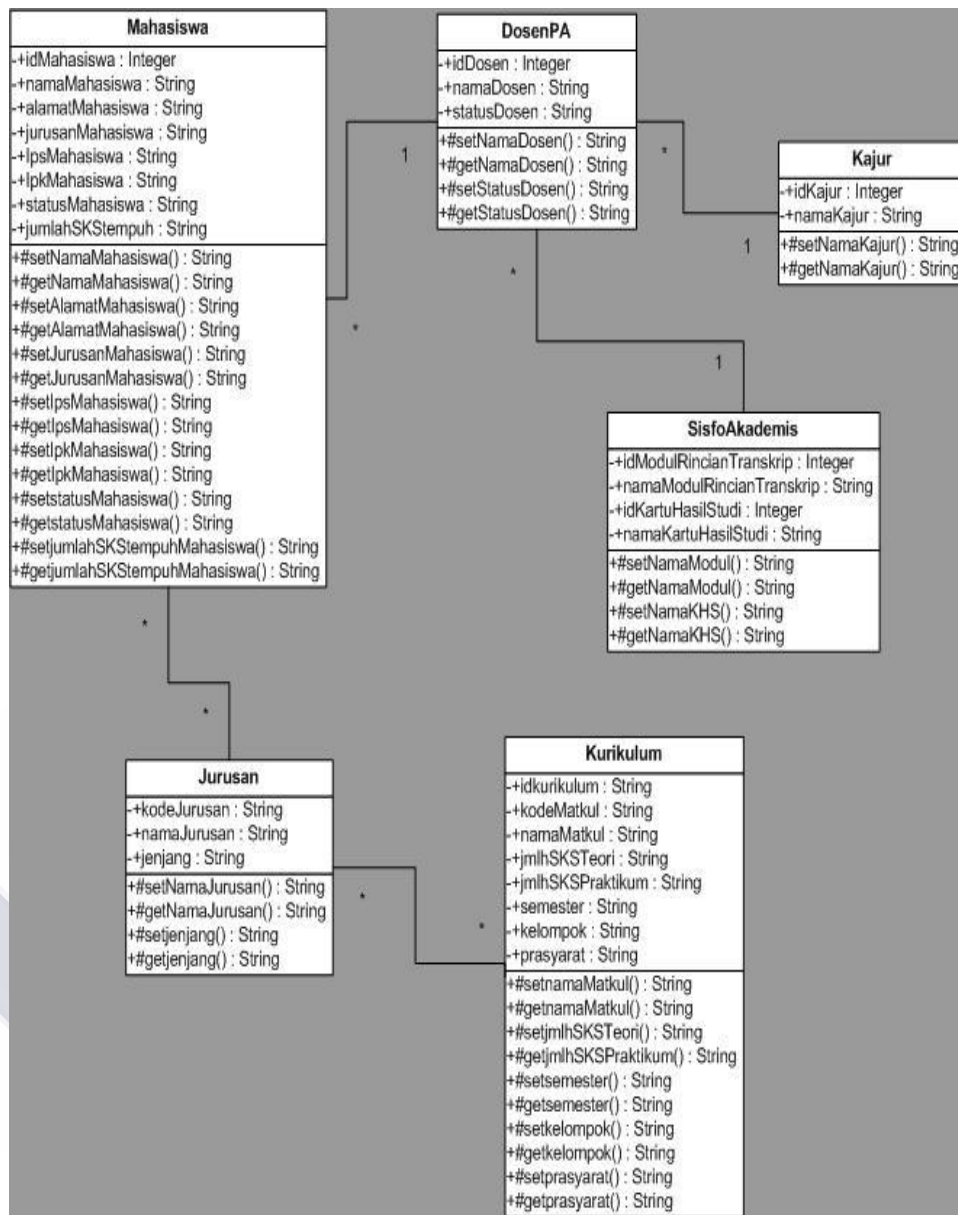 Mahasiswa
-+idMahasiswa : Integer
-+namaMahasiswa : String
-+alamatMahasiswa : String
-+jurusanMahasiswa : String
-+IpsMahasiswa : String
-+IpkMahasiswa : String
-+statusMahasiswa : String
-+jumlahSKStempuh : String
+#setNamaMahasiswa() : String
+#getNamaMahasiswa() : String
+#setAlamatMahasiswa() : String
+#getAlamatMahasiswa() : String
+#setJurusanMahasiswa() : String
+#getJurusanMahasiswa() : String
+#setIpsMahasiswa() : String
+#getIpsMahasiswa() : String
+#setIpkMahasiswa() : String
+#getIpkMahasiswa() : String
+#setstatusMahasiswa() : String
+#getstatusMahasiswa() : String
+#setjumlahSKStempuhMahasiswa() : String
+#getjumlahSKStempuhMahasiswa() : String
1
*
DosenPA
-+idDosen : Integer
-+namaDosen : String
-+statusDosen : String
+#setNamaDosen() : String
+#getNamaDosen() : String
+#setStatusDosen() : String
+#getStatusDosen() : String
*
1
Kajur
-+idKajur : Integer
-+namaKajur : String
+#setNamaKajur() : String
+#getNamaKajur() : String
*
1
SisfoAkademis
-+idModulRincianTranskrip : Integer
-+namaModulRincianTranskrip : String
-+idKartuHasilStudi : Integer
-+namaKartuHasilStudi : String
+#setNamaModul() : String
+#getNamaModul() : String
+#setNamaKHS() : String
+#getNamaKHS() : String
*
*
Jurusan
-+kodeJurusan : String
-+namaJurusan : String
-+jenjang : String
+#setNamaJurusan() : String
+#getNamaJurusan() : String
+#setjenjang() : String
+#getjenjang() : String
*
*
Kurikulum
-+idkurikulum : String
-+kodeMatkul : String
-+namaMatkul : String
-+jmlhSKSTeori : String
-+jmlhSKSPraktikum : String
-+semester : String
-+kelompok : String
-+prasyarat : String
+#setnamaMatkul() : String
+#getnamaMatkul() : String
+#setjmlhSKSTeori() : String
+#getjmlhSKSPraktikum() : String
+#setsemester() : String
+#getsemester() : String
+#setkelompok() : String
+#getkelompok() : String
+#setprasyarat() : String
+#getprasyarat() : String